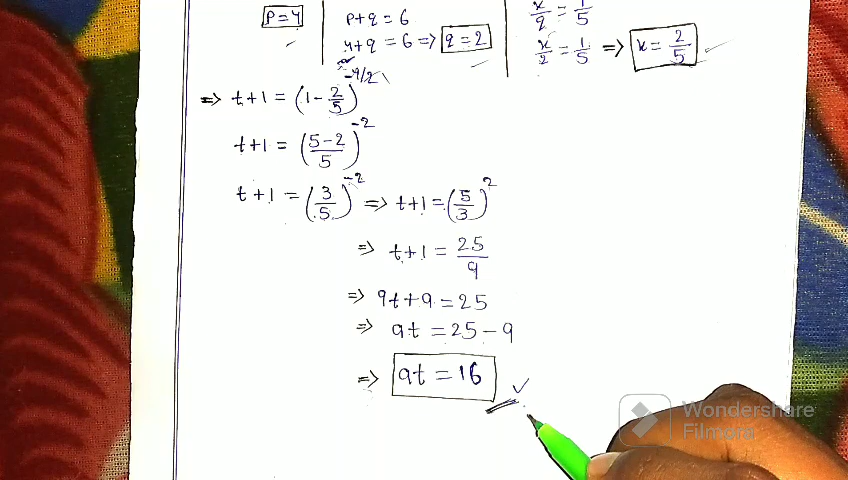 P=4
P+q = 6
4+q = 6 => q=2
x/q = 1/5
x/2 = 1/5 => x = 2/5
=> t+1 = (1 - 2/5)^-4/2
t+1 = (5-2/5)^-2
t+1 = (3/5)^-2 => t+1 = (5/3)^2
=> t+1 = 25/9
=> 9t+9 = 25
=> 9t = 25-9
=> 9t = 16
Wondershare
Filmora